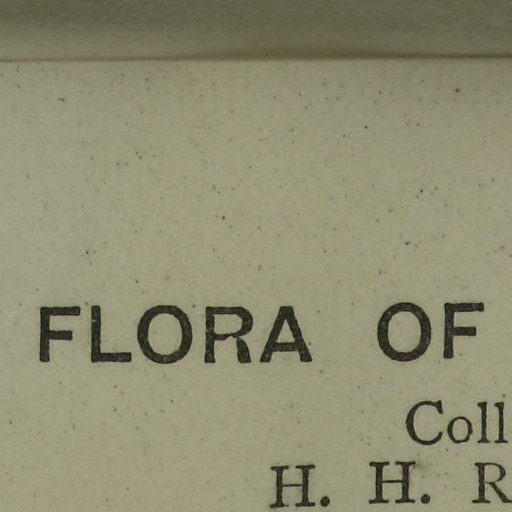 FLORA OF
Coll
H. H. R